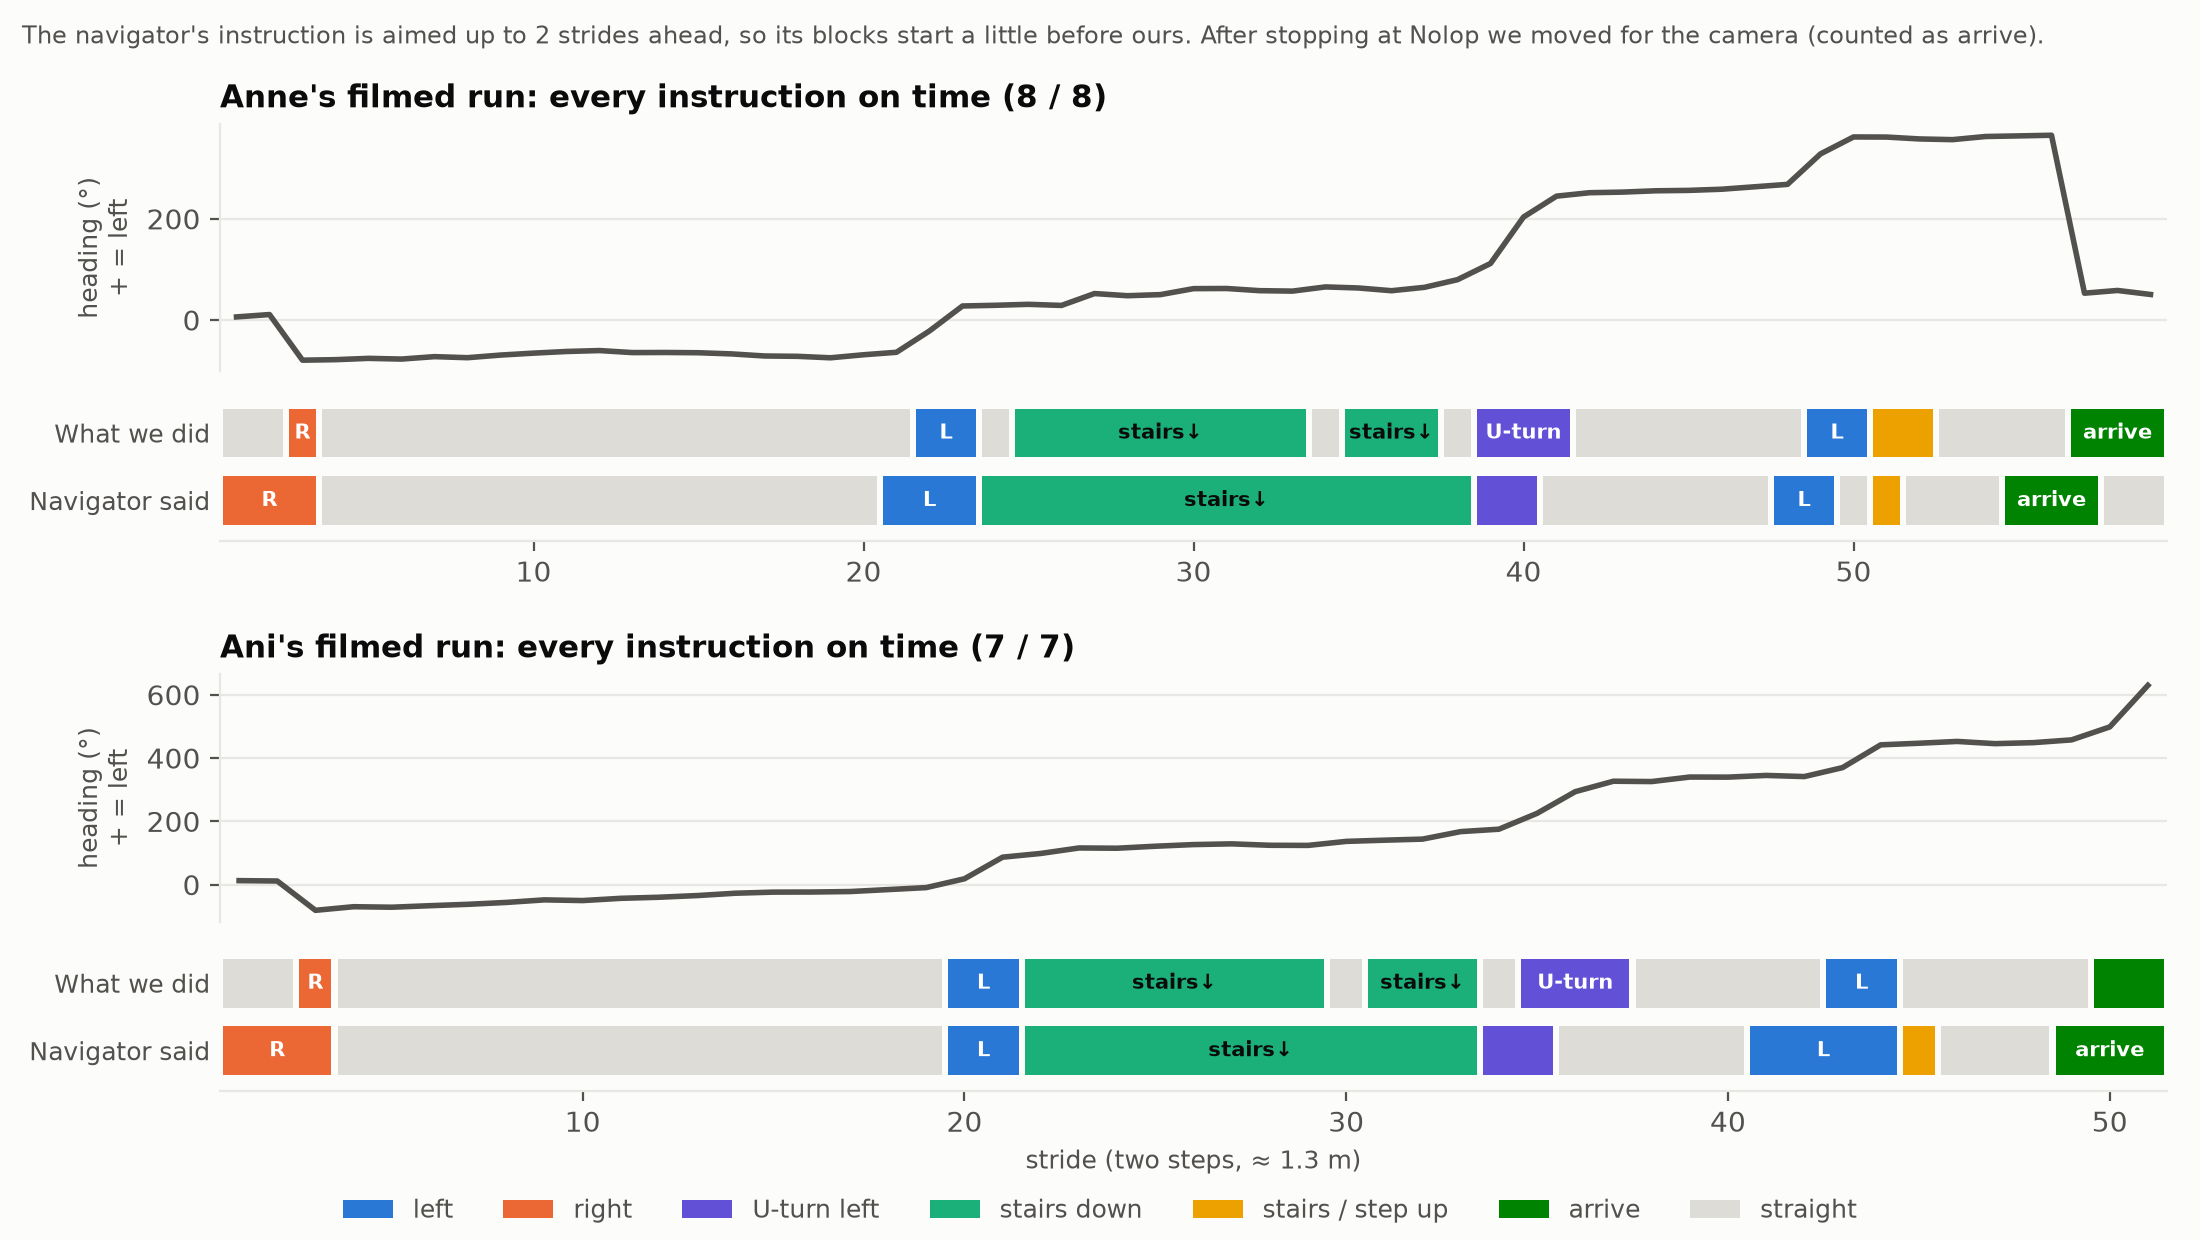 The navigator's instruction is aimed up to 2 strides ahead, so its blocks start a little before ours. After stopping at Nolop we moved for the camera (counted as arrive).
Anne's filmed run: every instruction on time (8 / 8)
heading (°)
+ = left
200
0
What we did
R
L
stairs↓
stairs↓
U-turn
L
arrive
Navigator said
R
L
stairs↓
L
arrive
10
20
30
40
50
Ani's filmed run: every instruction on time (7 / 7)
heading (°)
+ = left
600
400
200
0
What we did
R
L
stairs↓
stairs↓
U-turn
L
Navigator said
R
L
stairs↓
L
arrive
10
20
30
40
50
stride (two steps, ≈ 1.3 m)
left
right
U-turn left
stairs down
stairs / step up
arrive
straight